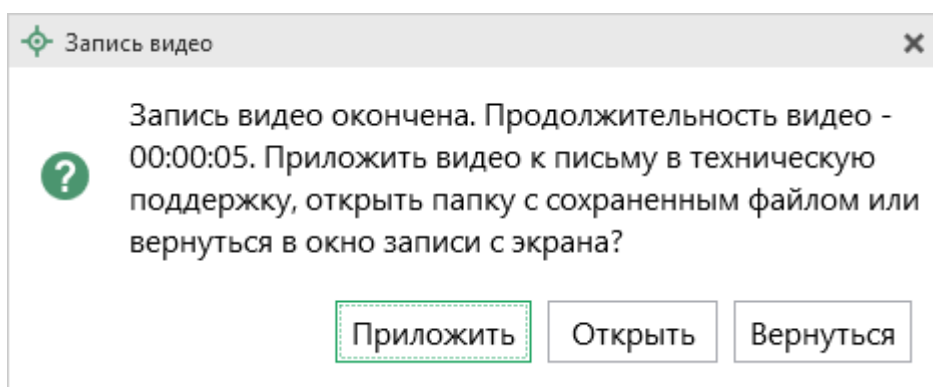 Запись видео
Запись видео окончена. Продолжительность видео -
00:00:05. Приложить видео к письму в техническую
поддержку, открыть папку с сохраненным файлом или
вернуться в окно записи с экрана?
Приложить Открыть Вернуться